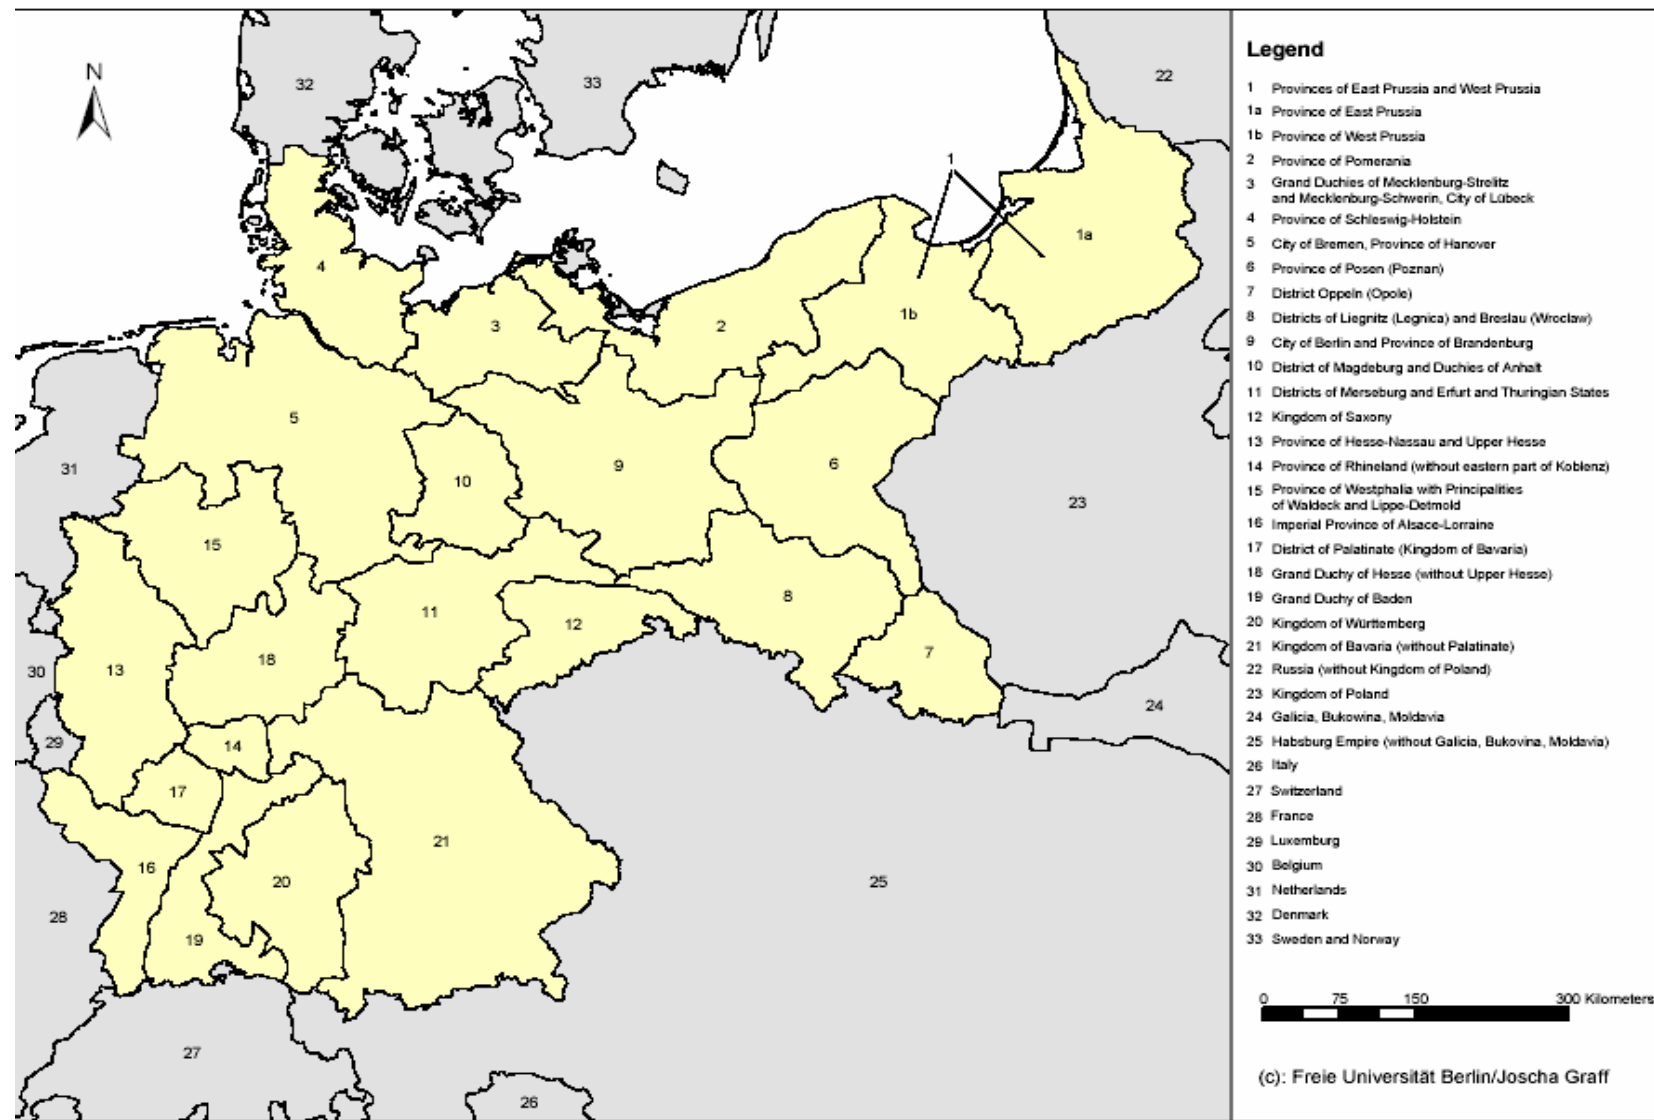 N
32
33
22
1
1a
4
3
2
1b
5
31
10
9
6
23
15
8
11
12
30
13
18
7
24
29
14
17
21
16
20
25
28
19
27
26
Legend
1 Provinces of East Prussia and West Prussia
1a Province of East Prussia
1b Province of West Prussia
2 Province of Pomerania
3 Grand Duchies of Mecklenburg-Strelitz
and Mecklenburg-Schwerin, City of Lübeck
4 Province of Schleswig-Holstein
5 City of Bremen, Province of Hanover
6 Province of Posen (Poznan)
7 District Oppeln (Opole)
8 Districts of Liegnitz (Legnica) and Breslau (Wroclaw)
9 City of Berlin and Province of Brandenburg
10 District of Magdeburg and Duchies of Anhalt
11 Districts of Merseburg and Erfurt and Thuringian States
12 Kingdom of Saxony
13 Province of Hesse-Nassau and Upper Hesse
14 Province of Rhineland (without eastern part of Koblenz)
15 Province of Westphalia with Principalities
of Waldeck and Lippe-Detmold
16 Imperial Province of Alsace-Lorraine
17 District of Palatinate (Kingdom of Bavaria)
18 Grand Duchy of Hesse (without Upper Hesse)
19 Grand Duchy of Baden
20 Kingdom of Württemberg
21 Kingdom of Bavaria (without Palatinate)
22 Russia (without Kingdom of Poland)
23 Kingdom of Poland
24 Galicia, Bukowina, Moldavia
25 Habsburg Empire (without Galicia, Bukovina, Moldavia)
26 Italy
27 Switzerland
28 France
29 Luxemburg
30 Belgium
31 Netherlands
32 Denmark
33 Sweden and Norway
0 75 150 300 Kilometers
(c): Freie Universität Berlin/Joscha Graff